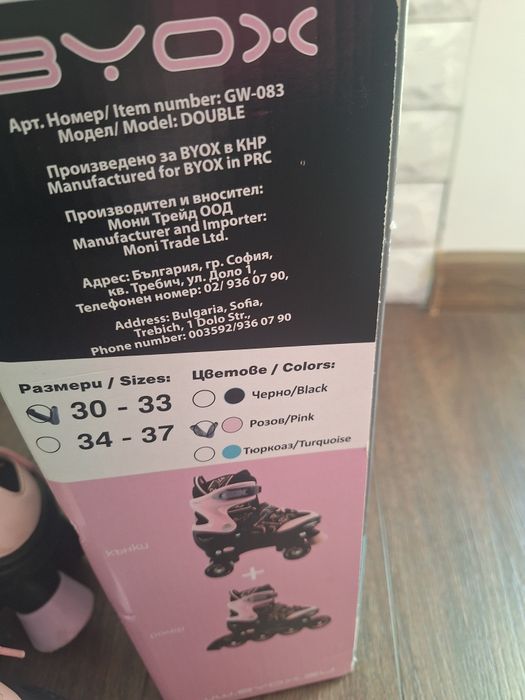 BYOX
Арт. Номер/ Item number: GW-083
Модел/ Model: DOUBLE
Произведено за BYOX в КНР
Manufactured for BYOX in PRC
Производител и вносител:
Мони Трейд ООД
Manufacturer and Importer:
Moni Trade Ltd.
Адрес: България, гр. София,
кв. Требич, ул. Доло 1,
Телефонен номер: 02/ 936 07 90,
Address: Bulgaria, Sofia,
Trebich, 1 Dolo Str.,
Phone number: 003592/936 07 90
Размери / Sizes:
30 - 33
34 - 37
Цветове / Colors:
Черно/Black
Розов/Pink
Тюркоаз/Turquoise
кънки
+
ролер